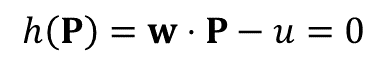 h(P) = w · P − u = 0